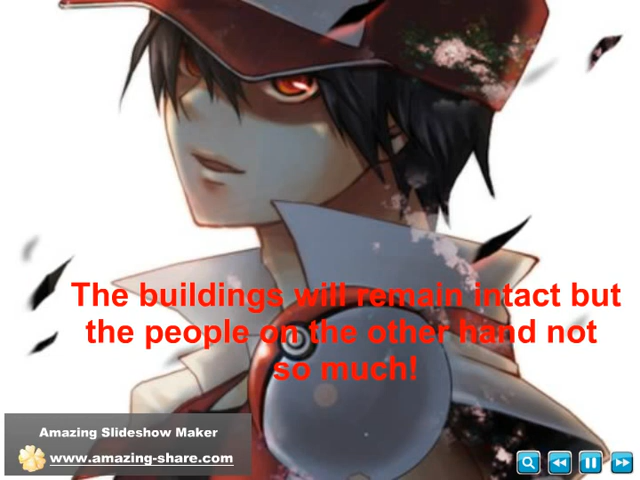 The buildings will remain intact but
the people on the other hand not
so much!
Amazing Slideshow Maker
www.amazing-share.com